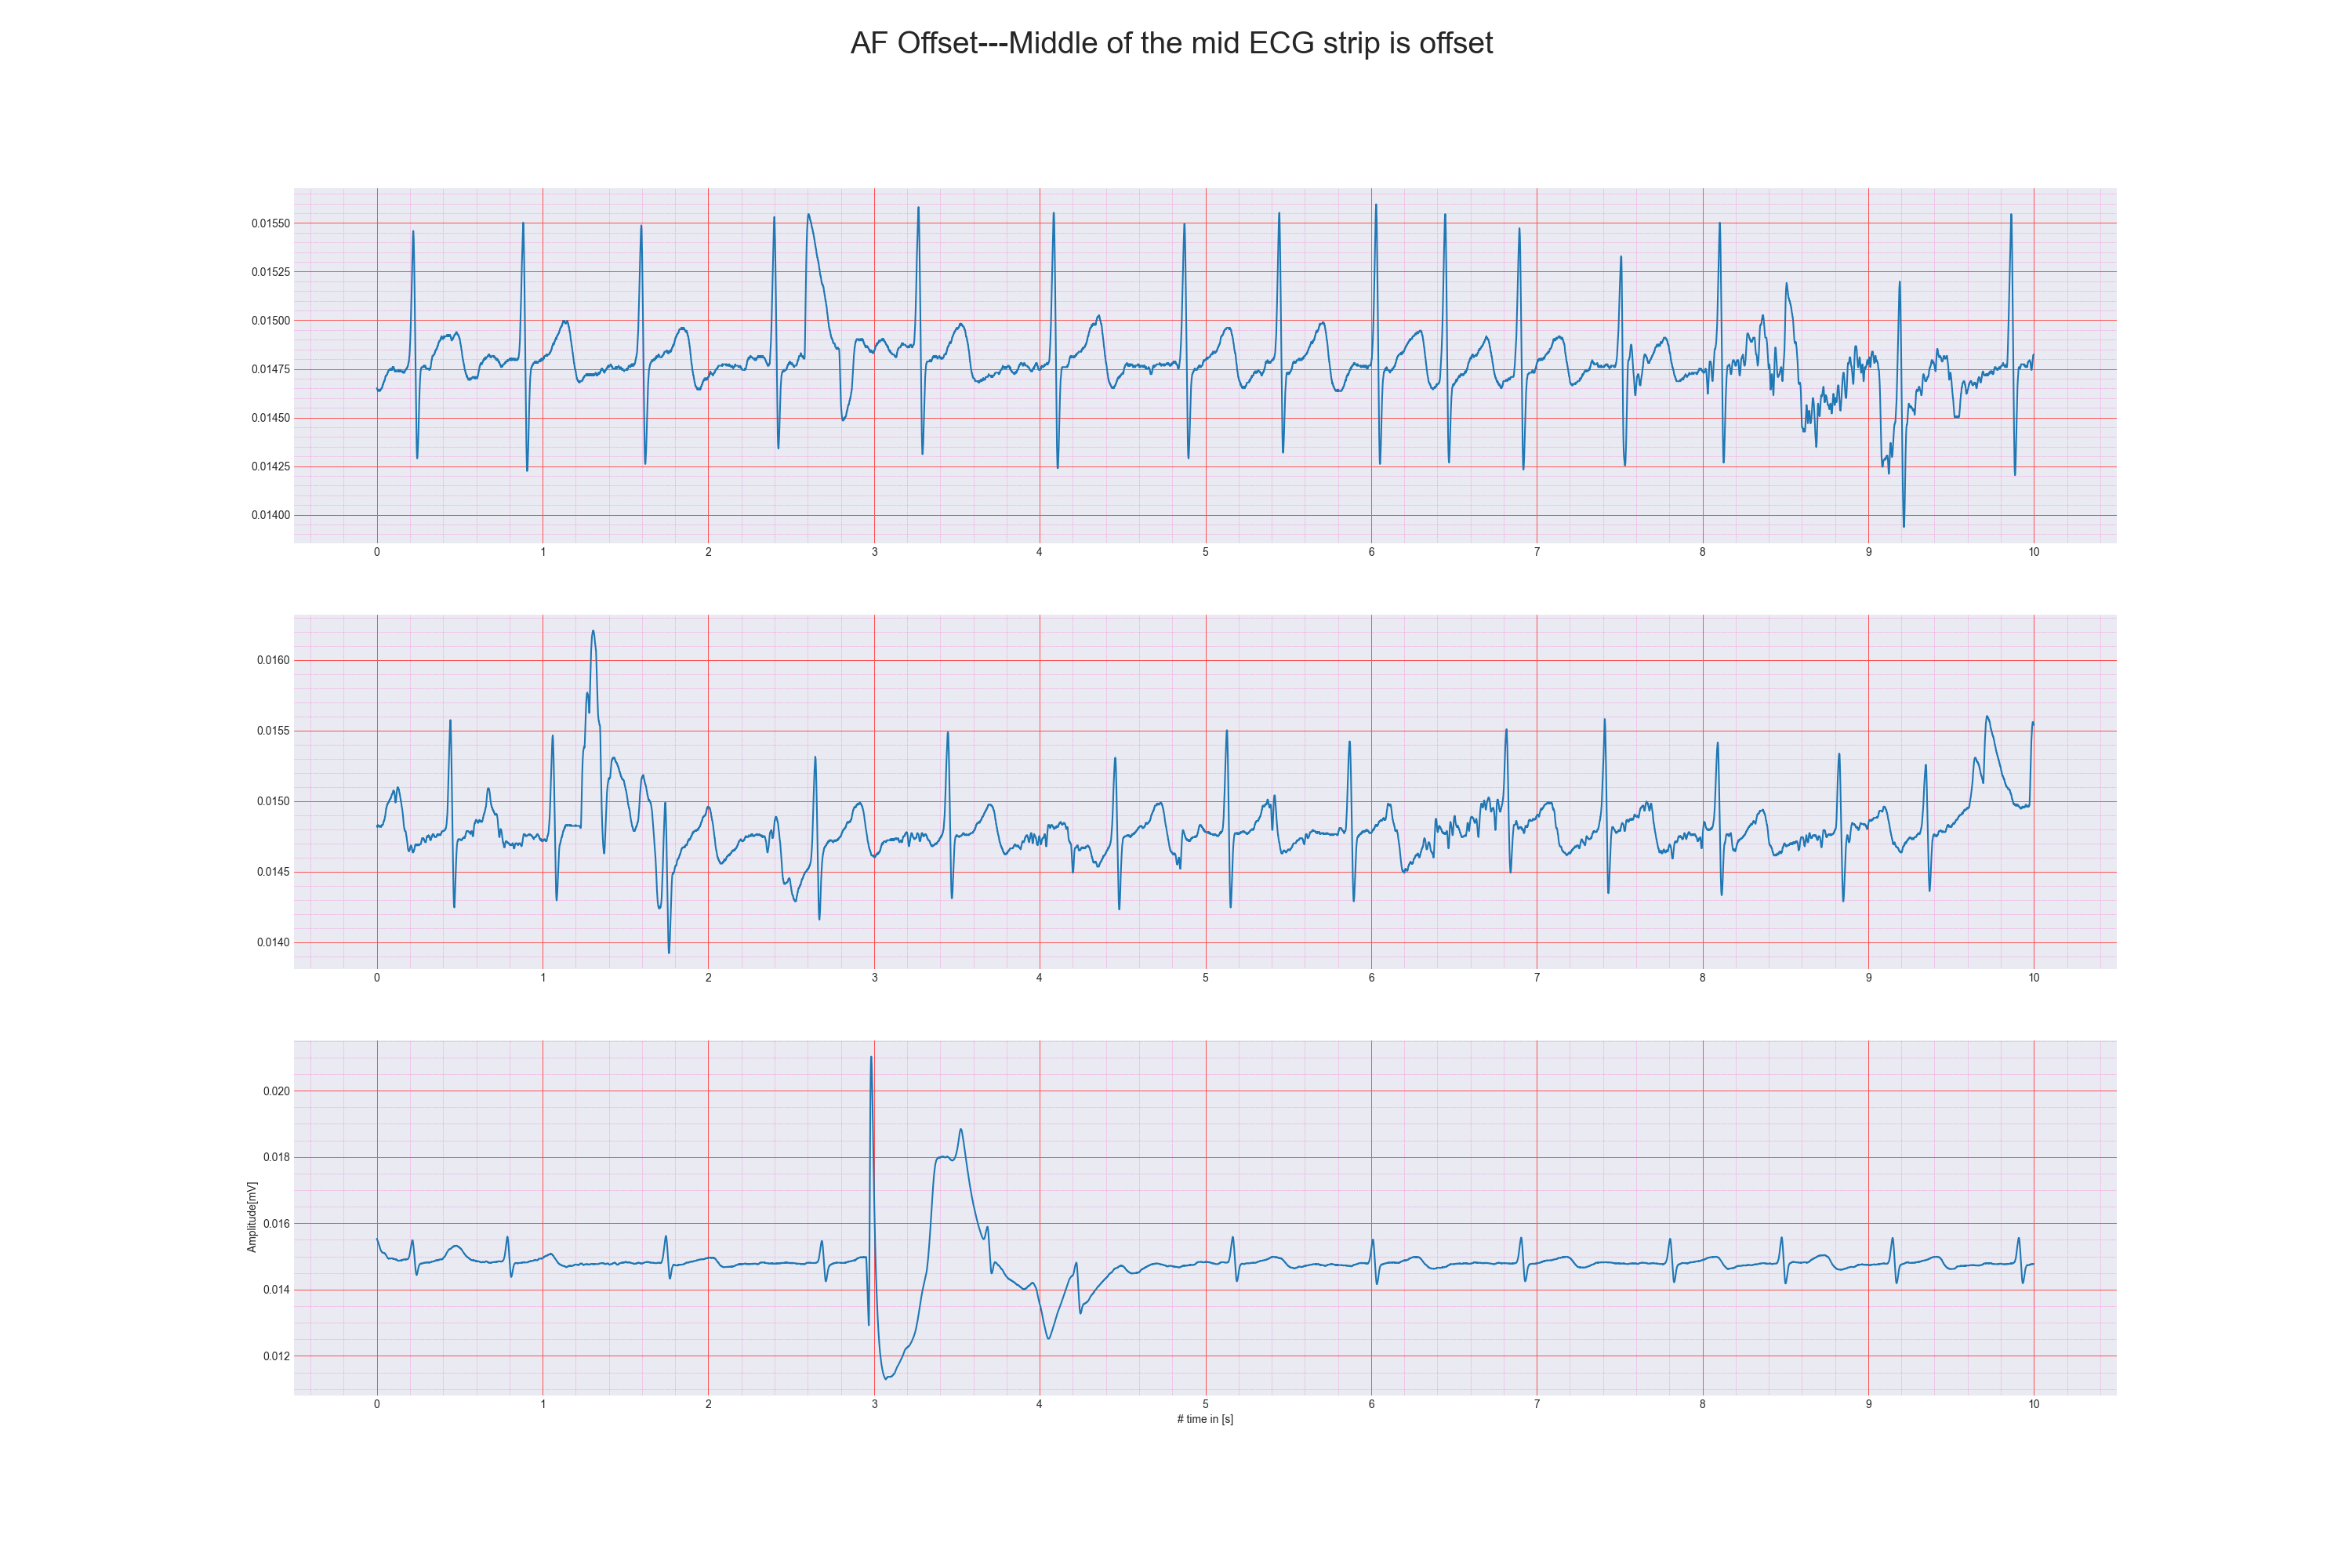 AF Offset---Middle of the mid ECG strip is offset
0.01550
0.01525
0.01500
0.01475
0.01450
0.01425
0.01400
0 1 2 3 4 5 6 7 8 9 10
0.0160
0.0155
0.0150
0.0145
0.0140
0 1 2 3 4 5 6 7 8 9 10
Amplitude[mV]
0.020
0.018
0.016
0.014
0.012
0 1 2 3 4 5 6 7 8 9 10
# time in [s]